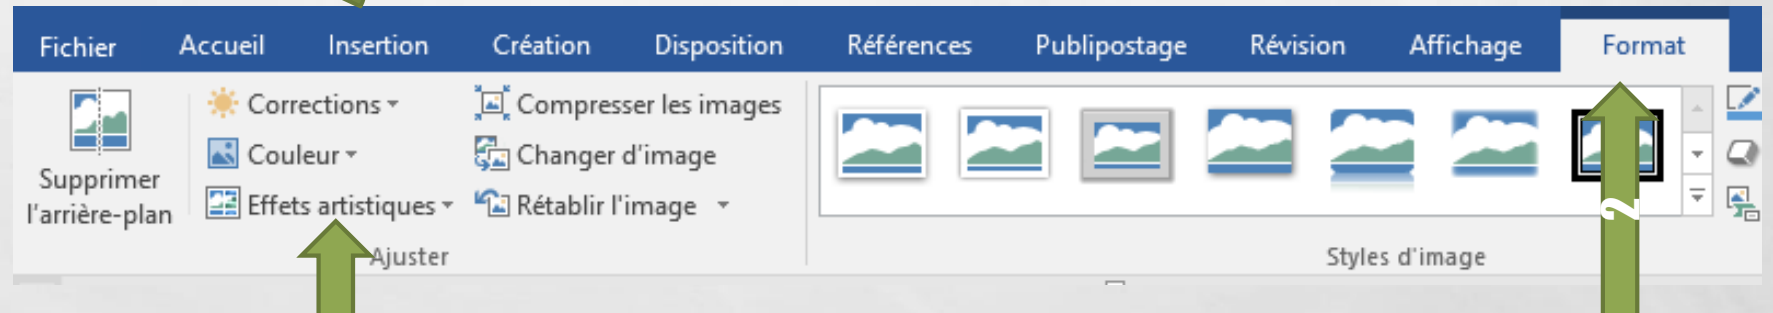 Fichier Accueil Insertion Création Disposition Références Publipostage Révision Affichage Format
Supprimer l'arrière-plan
Corrections
Couleur
Effets artistiques
Compresser les images
Changer d'image
Rétablir l'image
Ajuster
Styles d'image
2